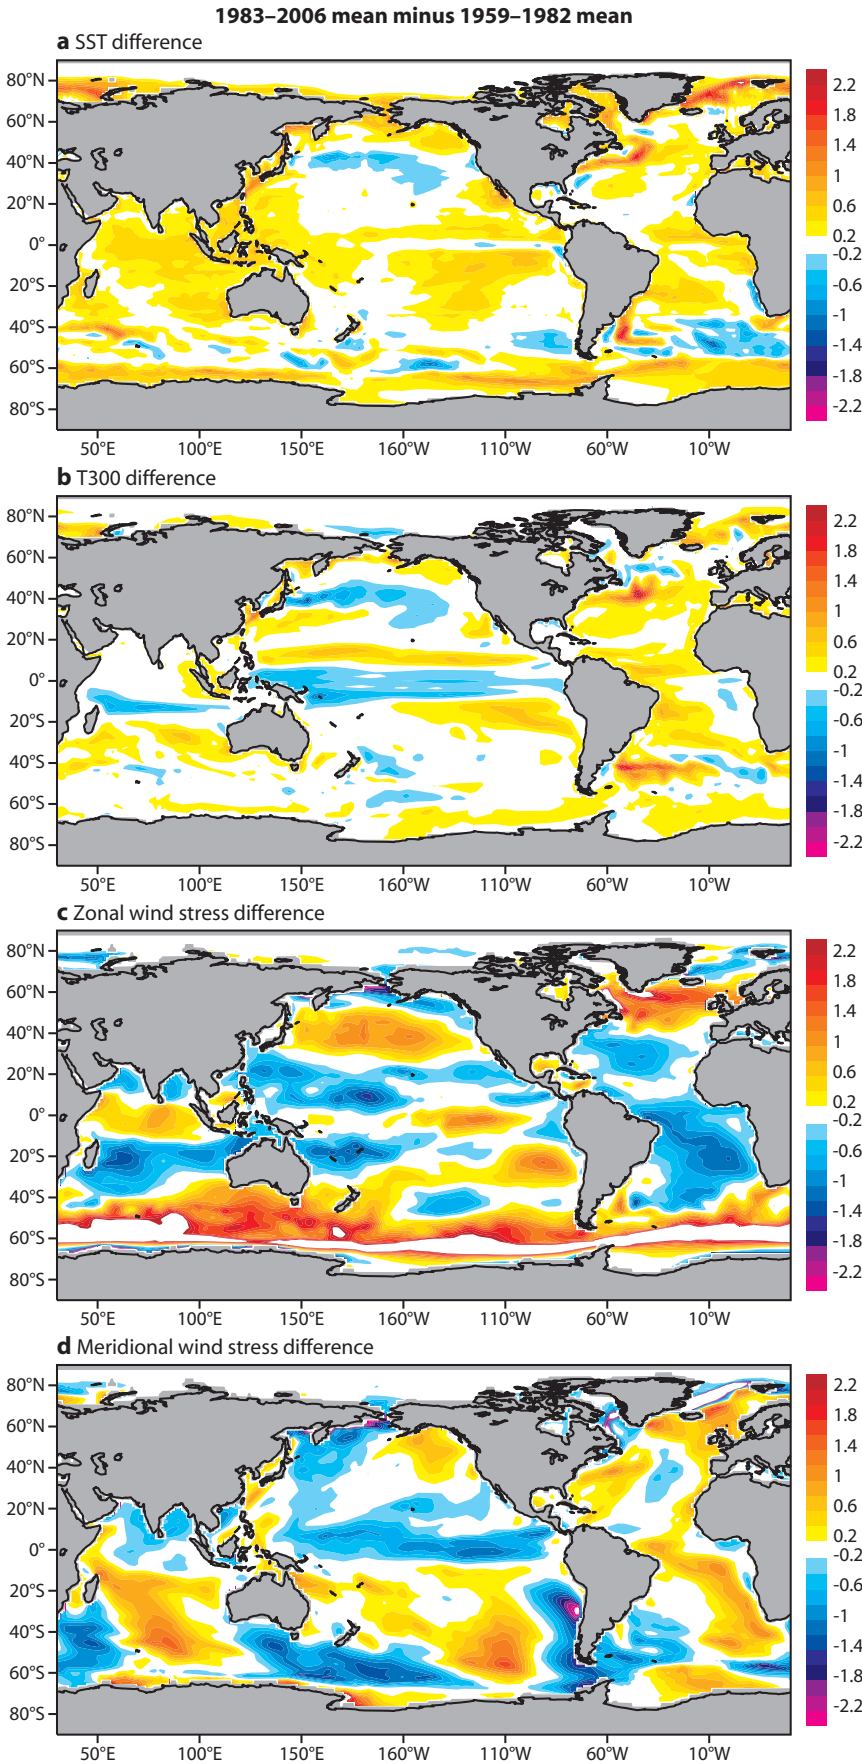 1983–2006 mean minus 1959–1982 mean
a SST difference
80°N
60°N
40°N
20°N
0°
20°S
40°S
60°S
80°S
50°E 100°E 150°E 160°W 110°W 60°W 10°W
2.2
1.8
1.4
1
0.6
0.2
-0.2
-0.6
-1
-1.4
-1.8
-2.2
b T300 difference
80°N
60°N
40°N
20°N
0°
20°S
40°S
60°S
80°S
50°E 100°E 150°E 160°W 110°W 60°W 10°W
2.2
1.8
1.4
1
0.6
0.2
-0.2
-0.6
-1
-1.4
-1.8
-2.2
c Zonal wind stress difference
80°N
60°N
40°N
20°N
0°
20°S
40°S
60°S
80°S
50°E 100°E 150°E 160°W 110°W 60°W 10°W
2.2
1.8
1.4
1
0.6
0.2
-0.2
-0.6
-1
-1.4
-1.8
-2.2
d Meridional wind stress difference
80°N
60°N
40°N
20°N
0°
20°S
40°S
60°S
80°S
50°E 100°E 150°E 160°W 110°W 60°W 10°W
2.2
1.8
1.4
1
0.6
0.2
-0.2
-0.6
-1
-1.4
-1.8
-2.2